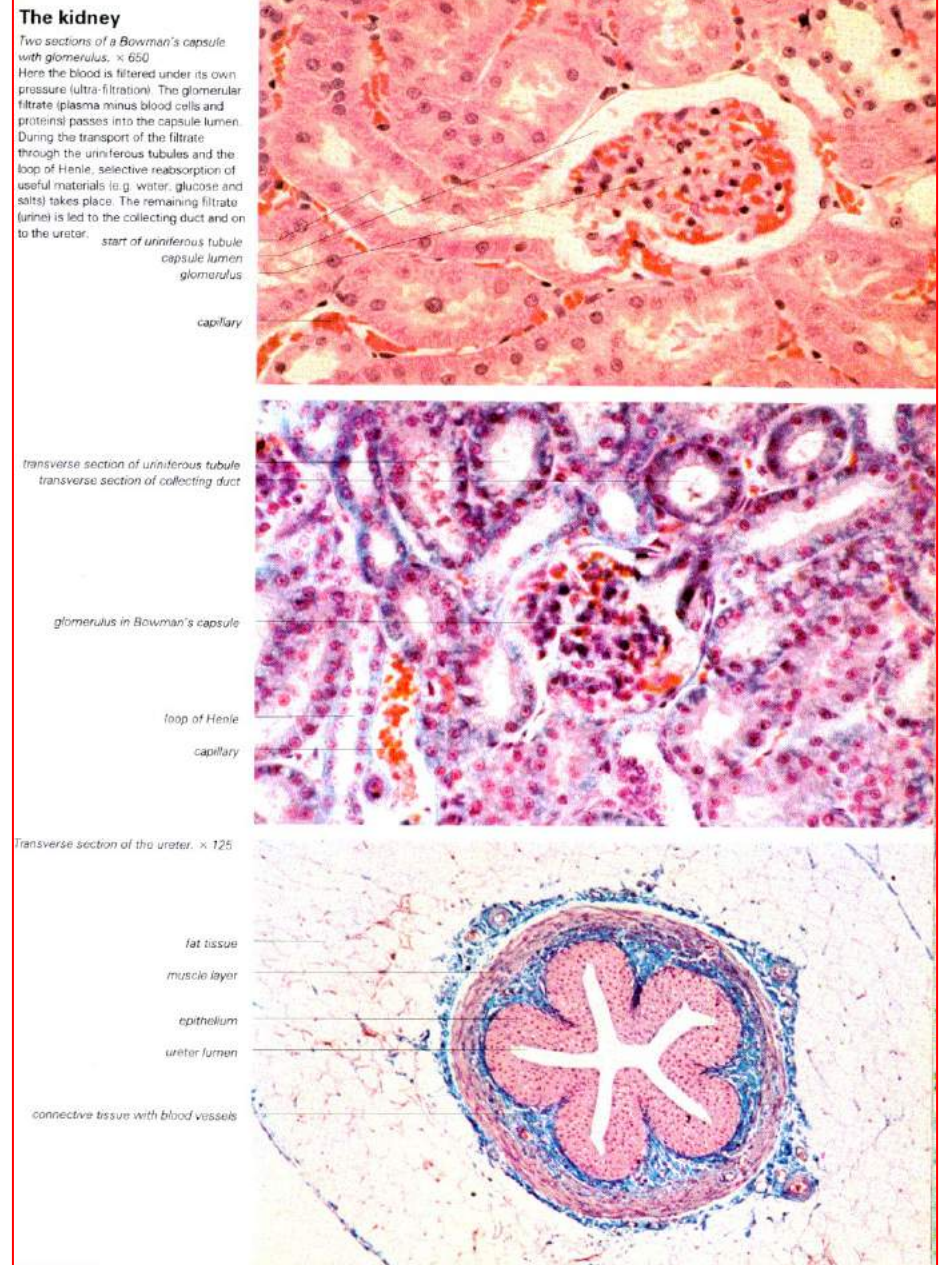 The kidney
Two sections of a Bowman's capsule
with glomerulus. × 650
Here the blood is filtered under its own
pressure (ultra-filtration). The glomerular
filtrate (plasma minus blood cells and
proteins) passes into the capsule lumen.
During the transport of the filtrate
through the uriniferous tubules and the
loop of Henle, selective reabsorption of
useful materials (e.g. water, glucose and
salts) takes place. The remaining filtrate
(urine) is led to the collecting duct and on
to the ureter.
start of uriniferous tubule
capsule lumen
glomerulus
capillary
transverse section of uriniferous tubule
transverse section of collecting duct
glomerulus in Bowman's capsule
loop of Henle
capillary
Transverse section of the ureter. × 125
fat tissue
muscle layer
epithelium
ureter lumen
connective tissue with blood vessels